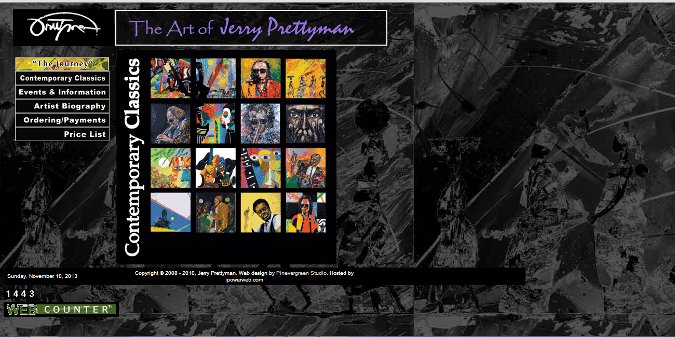 The Art of Jerry Prettyman
"The Journey"
Contemporary Classics
Events & Information
Artist Biography
Ordering/Payments
Price List
Contemporary Classics
Sunday, November 10, 2013
Copyright © 2008 - 2010. Jerry Prettyman. Web design by Pinevergreen Studio. Hosted by
ipowerweb.com
1443
WEB COUNTER